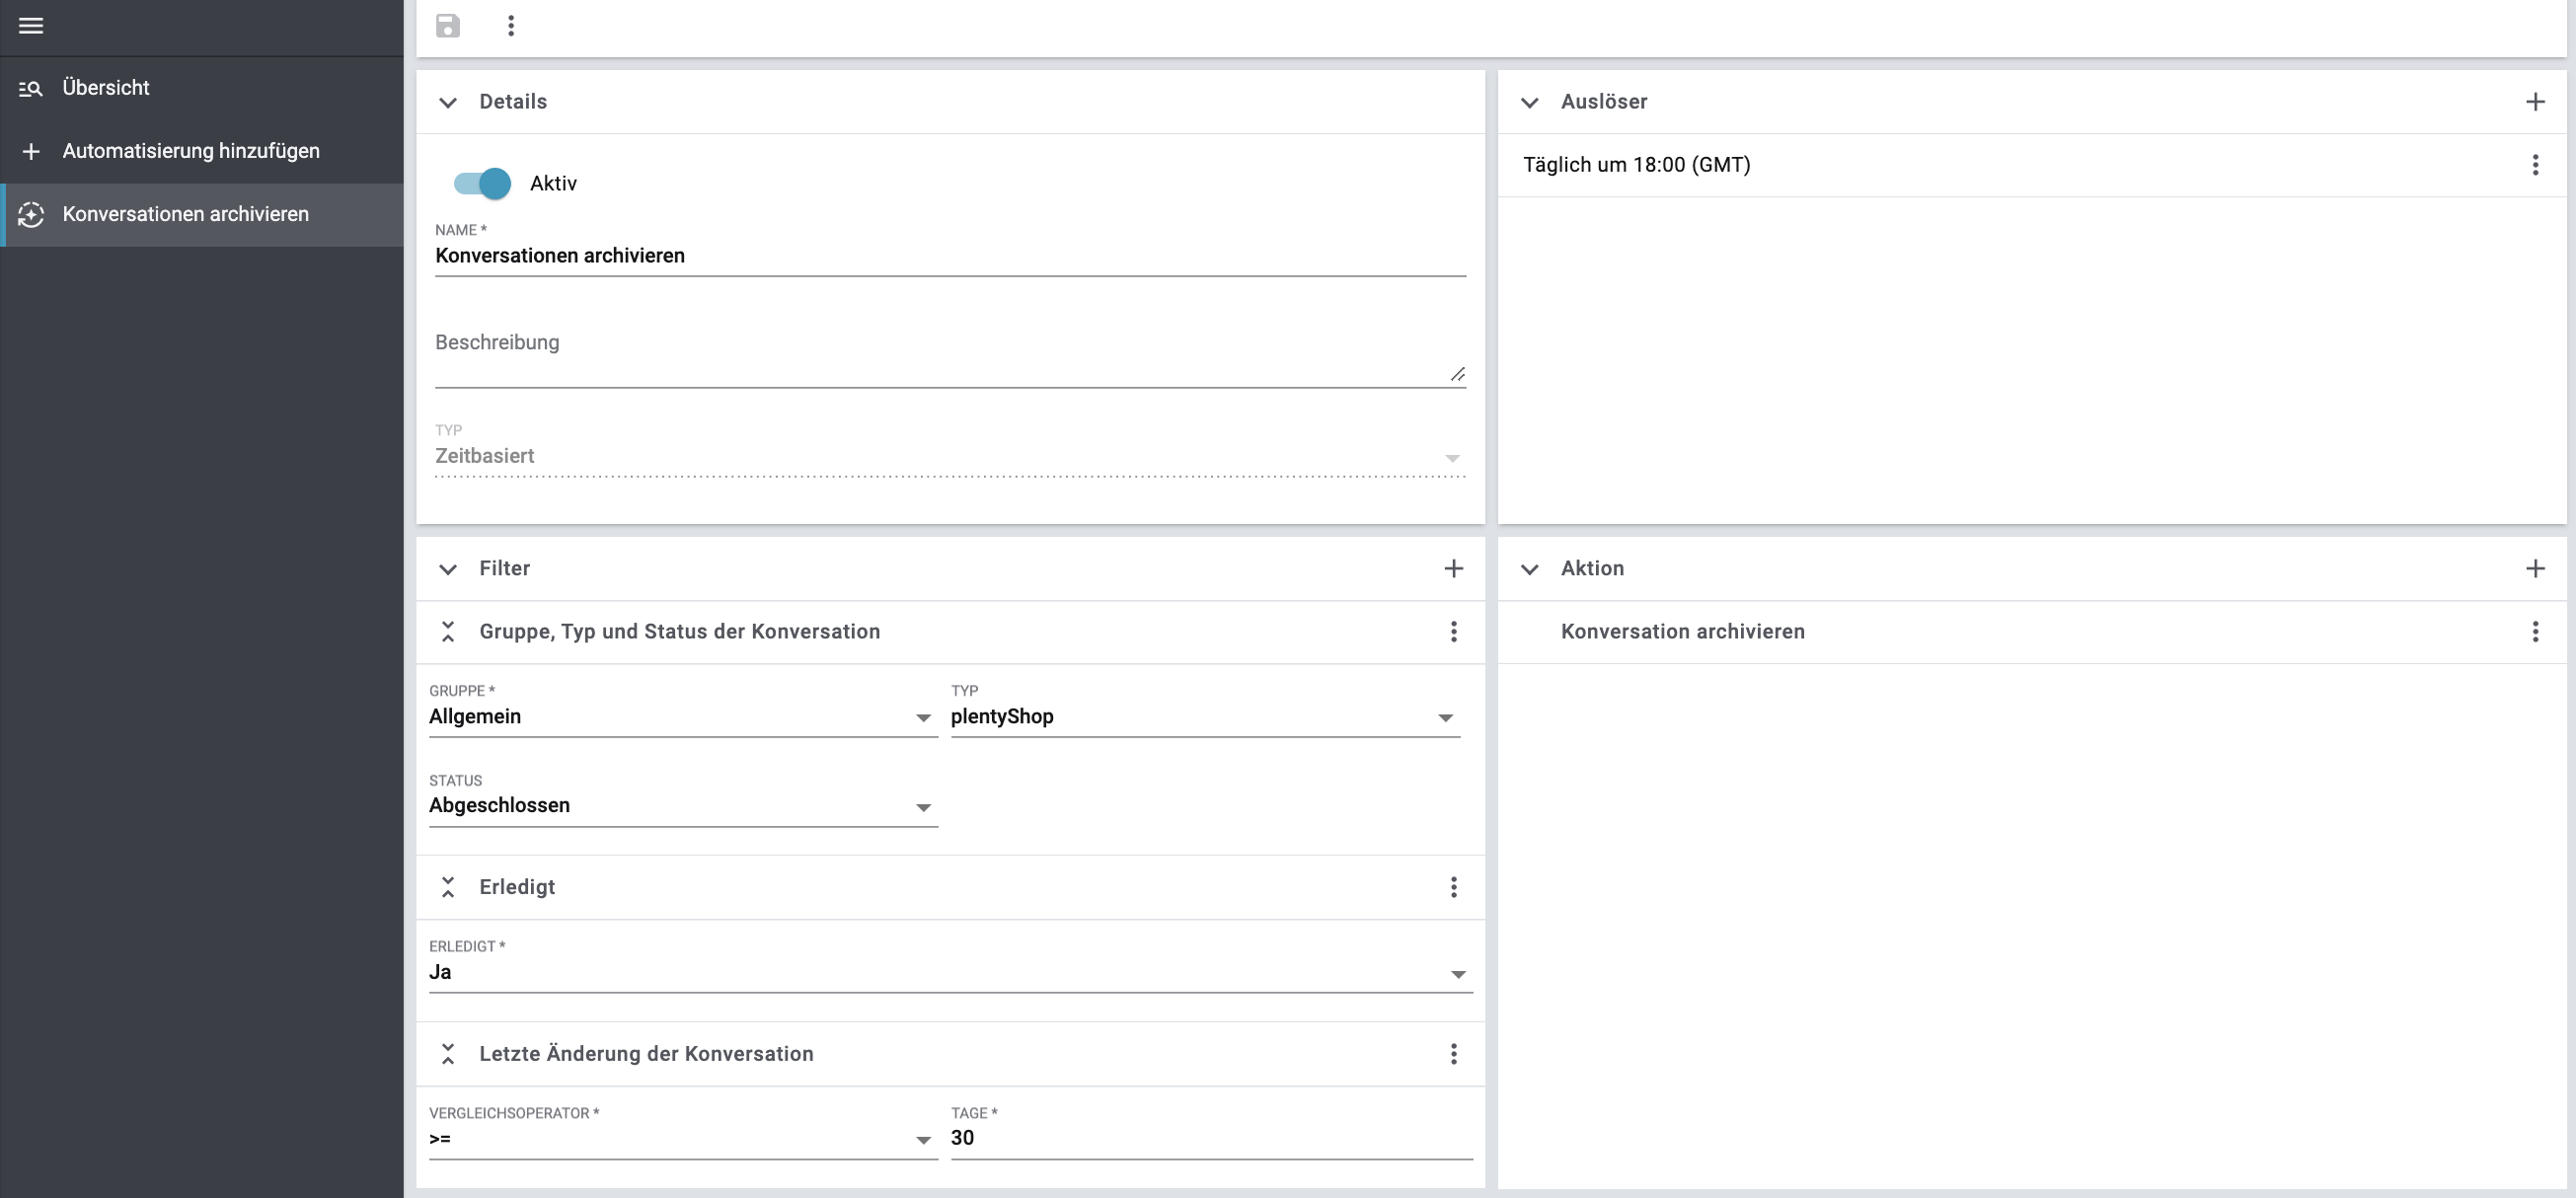 Übersicht
Automatisierung hinzufügen
Konversationen archivieren
Details
Aktiv
NAME *
Konversationen archivieren
Beschreibung
TYP
Zeitbasiert
Auslöser
Täglich um 18:00 (GMT)
Filter
Gruppe, Typ und Status der Konversation
GRUPPE *
Allgemein
TYP
plentyShop
STATUS
Abgeschlossen
Erledigt
ERLEDIGT *
Ja
Letzte Änderung der Konversation
VERGLEICHSOPERATOR *
>=
TAGE *
30
Aktion
Konversation archivieren